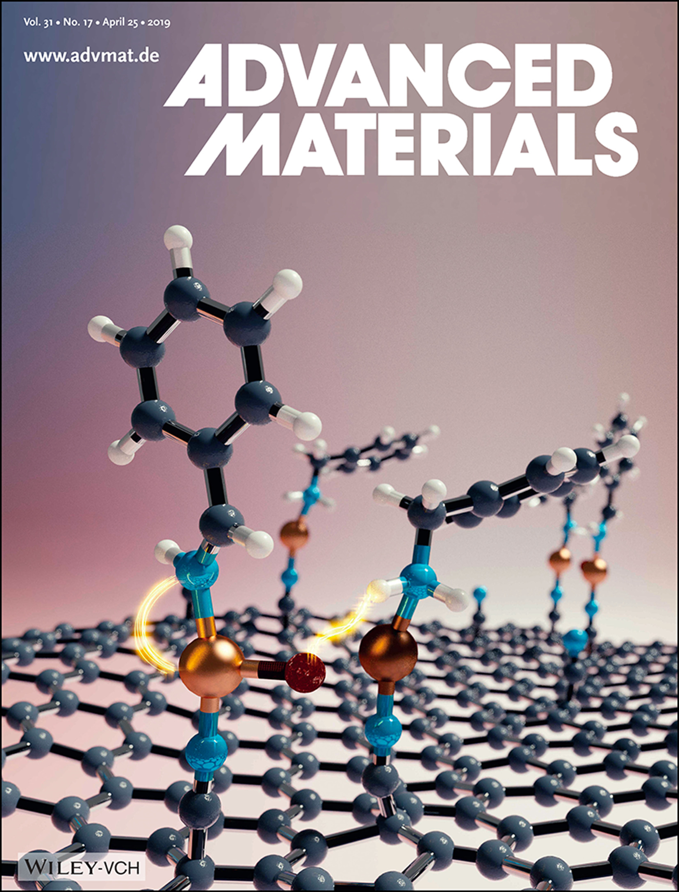 Vol. 31 • No. 17 • April 25 • 2019
www.advmat.de
ADVANCED
MATERIALS
WILEY-VCH